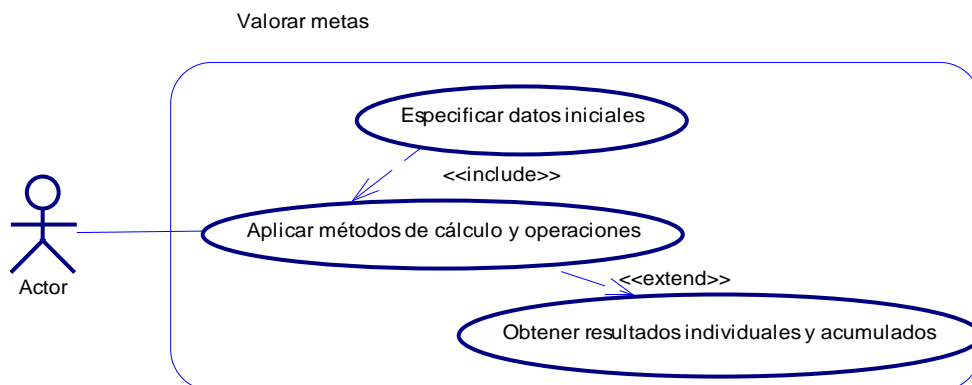 Valorar metas
Especificar datos iniciales
<<include>>
Aplicar métodos de cálculo y operaciones
Actor
<<extend>>
Obtener resultados individuales y acumulados